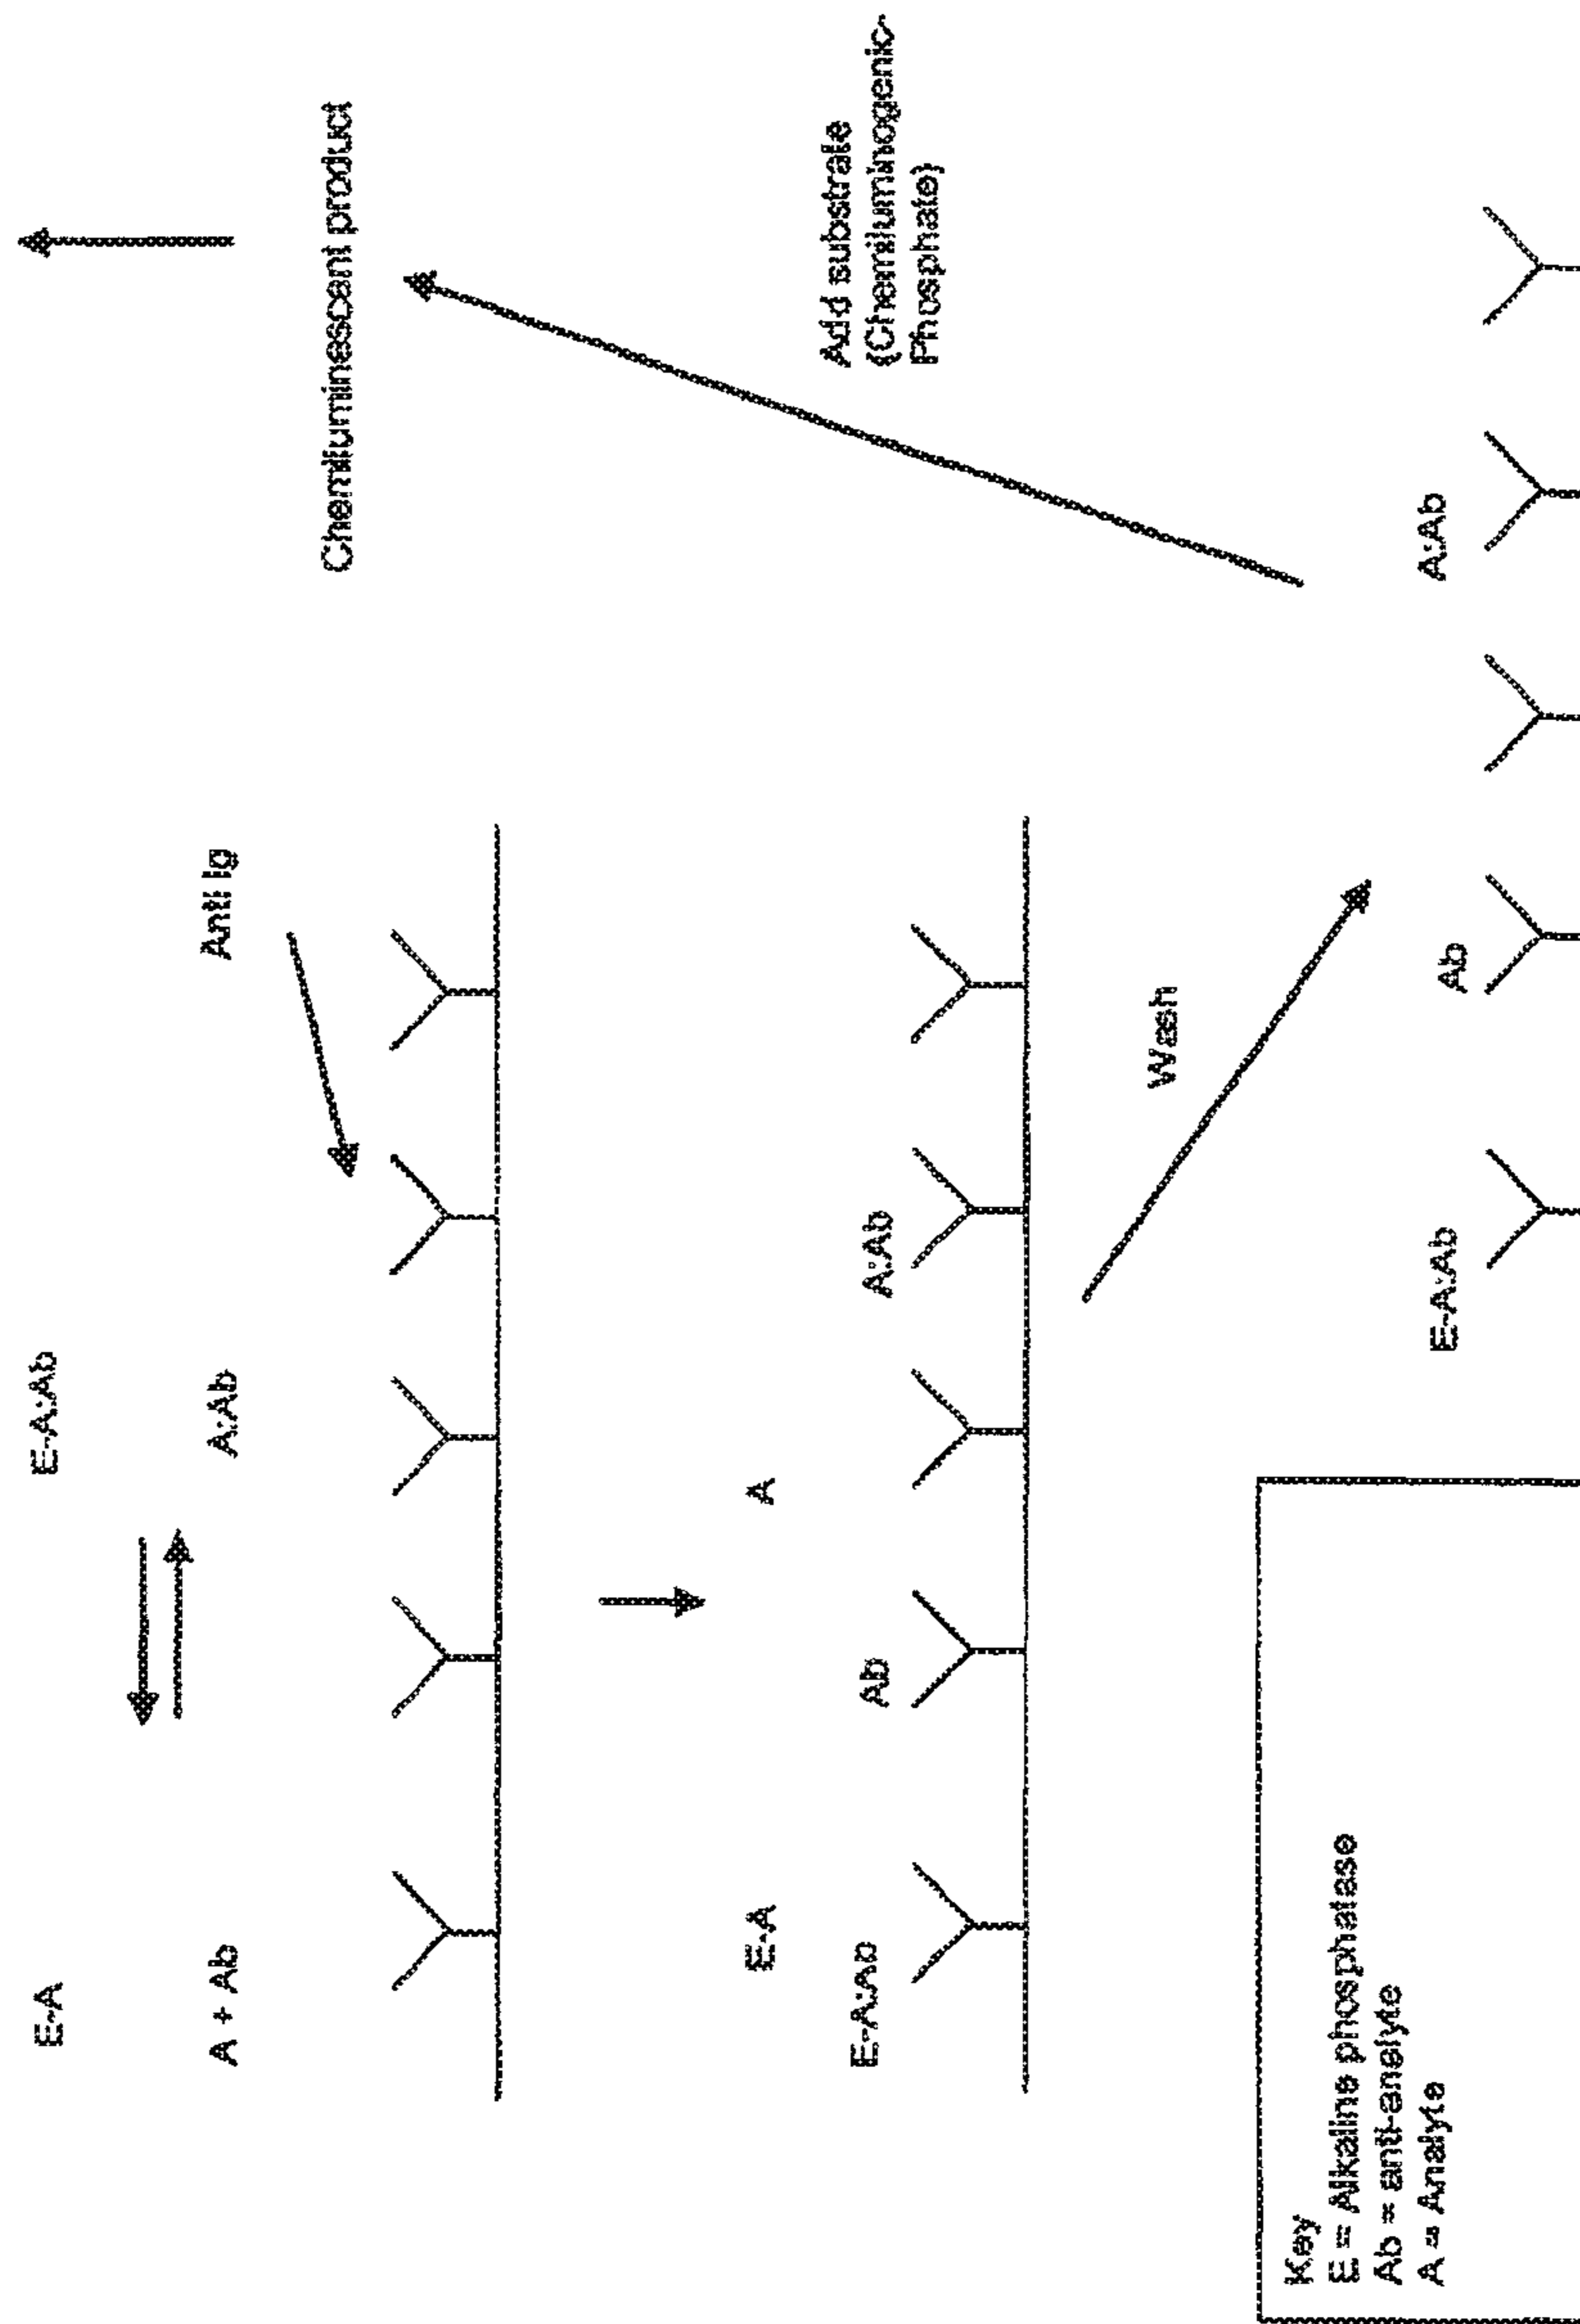 E-A
E-A:Ab
A + Ab
A:Ab
Anti Ig
Chemiluminescent product
E-A
A
E-A:Ab
Ab
A:Ab
Wash
Add substrate
(Chemiluminogenic-
Phosphate)
E-A:Ab
Ab
A:Ab
Key
E = Alkaline phosphatase
Ab = anti-analyte
A = Analyte